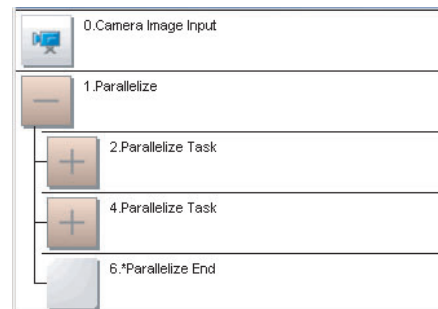 0.Camera Image Input
1.Parallelize
2.Parallelize Task
4.Parallelize Task
6.*Parallelize End